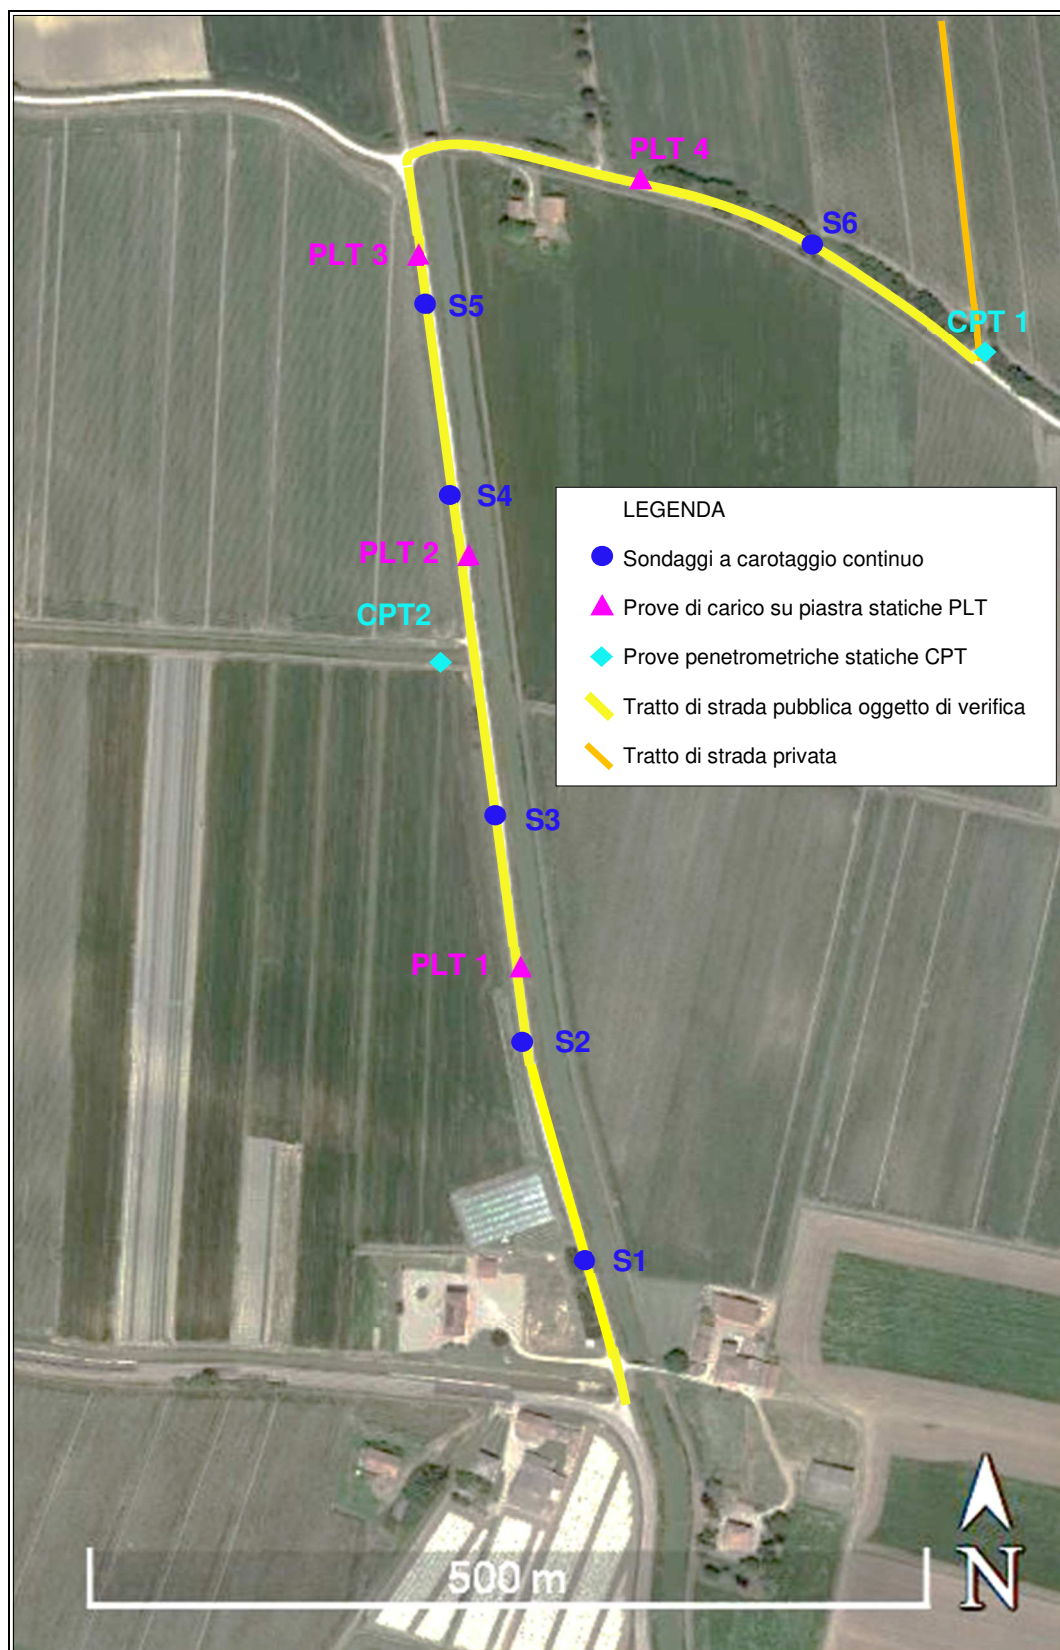 PLT 4
S6
PLT 3
S5
CPT 1
S4
LEGENDA
PLT 2
Sondaggi a carotaggio continuo
Prove di carico su piastra statiche PLT
CPT2
Prove penetrometriche statiche CPT
Tratto di strada pubblica oggetto di verifica
Tratto di strada privata
S3
PLT 1
S2
S1
500 m
N